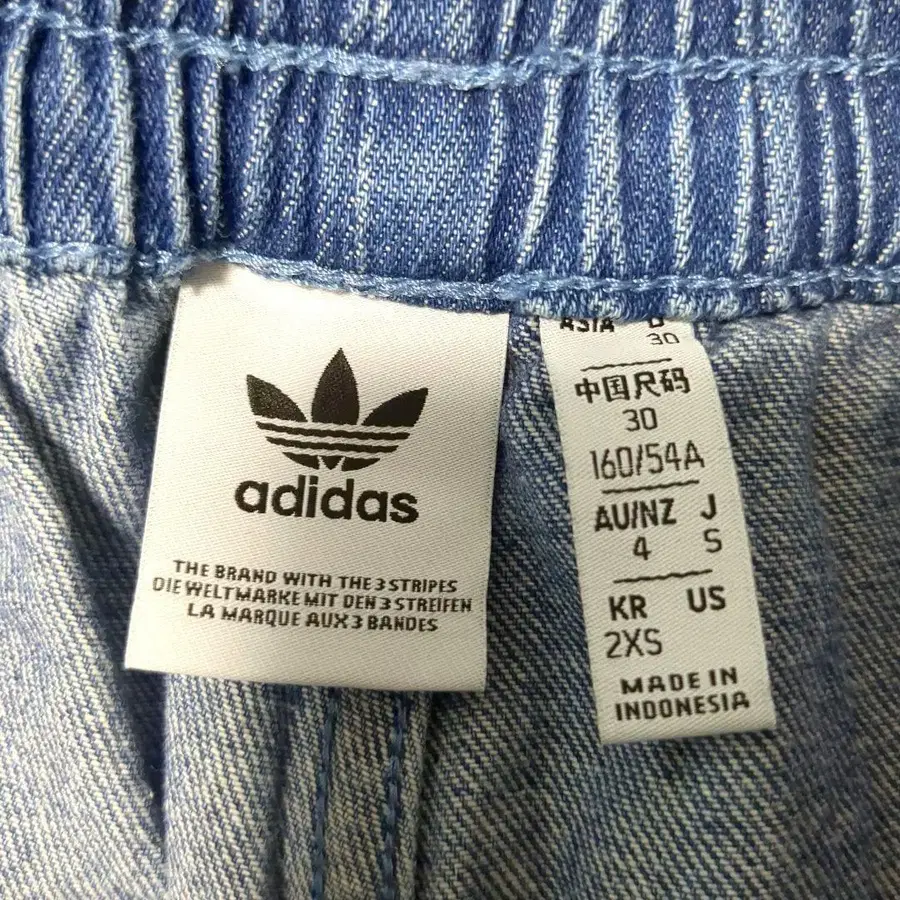 adidas
THE BRAND WITH THE 3 STRIPES
DIE WELTMARKE MIT DEN 3 STREIFEN
LA MARQUE AUX 3 BANDES
ASIA D
30
中国尺码
30
160/54A
AU/NZ J
4 S
KR US
2XS
MADE IN
INDONESIA